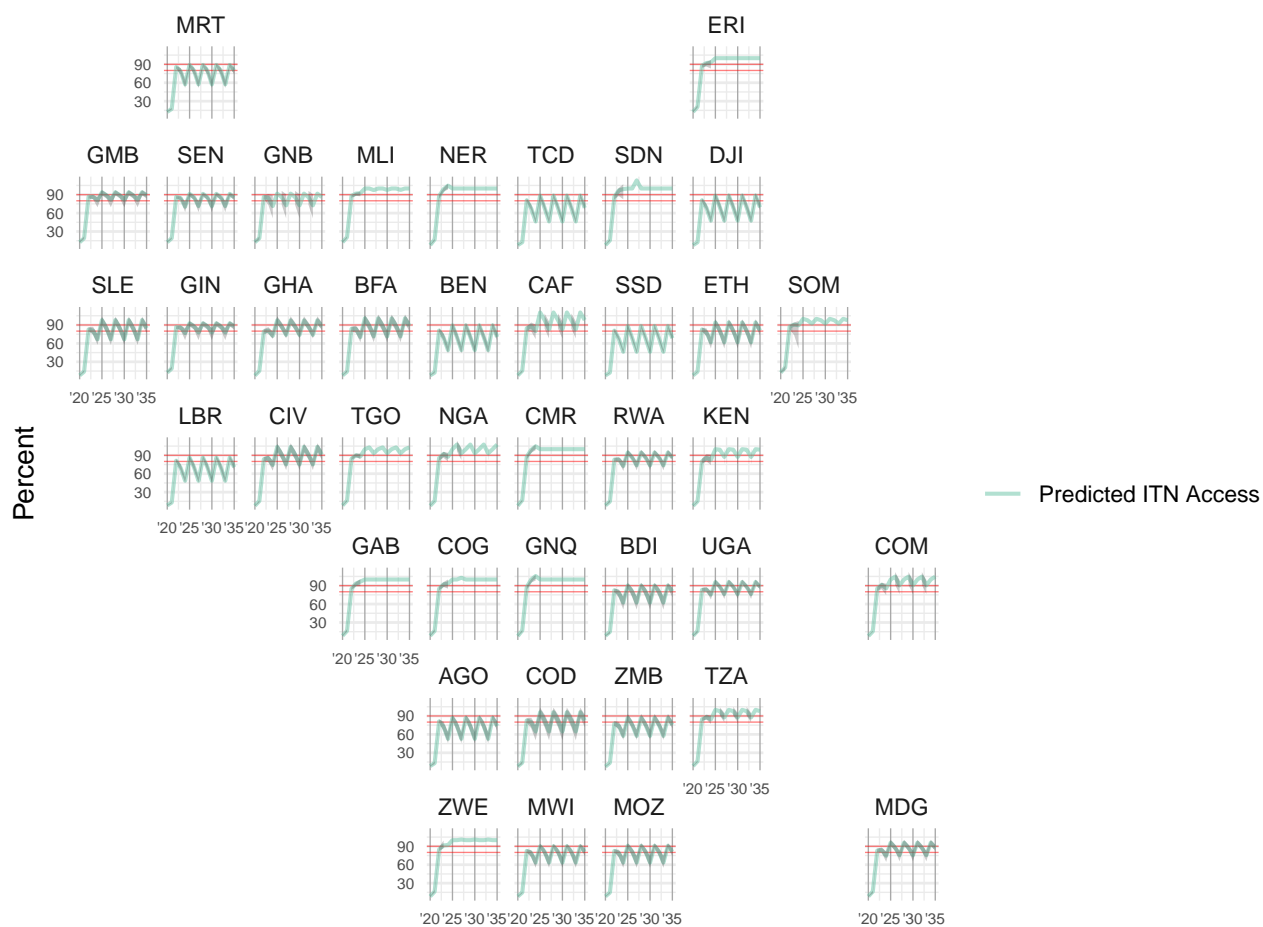 MRT ERI
90
60
30
GMB SEN GNB MLI NER TCD SDN DJI
90
60
30
SLE GIN GHA BFA BEN CAF SSD ETH SOM
90
60
30
'20 '25 '30 '35 '20 '25 '30 '35
LBR CIV TGO NGA CMR RWA KEN
90
60
30
Percent
Predicted ITN Access
'20 '25 '30 '35 '20 '25 '30 '35
GAB COG GNQ BDI UGA COM
90
60
30
'20 '25 '30 '35
AGO COD ZMB TZA
90
60
30
'20 '25 '30 '35
ZWE MWI MOZ MDG
90
60
30
'20 '25 '30 '35 '20 '25 '30 '35 '20 '25 '30 '35 '20 '25 '30 '35